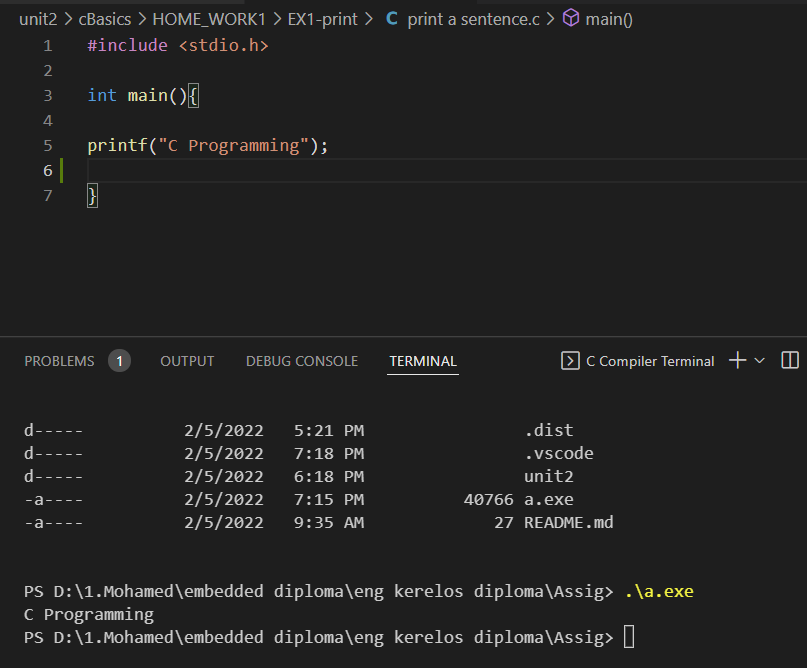 unit2 > cBasics > HOME_WORK1 > EX1-print > C print a sentence.c > main()
1 #include <stdio.h>
2
3 int main(){
4
5 printf("C Programming");
6
7 }
PROBLEMS 1 OUTPUT DEBUG CONSOLE TERMINAL C Compiler Terminal
d----- 2/5/2022 5:21 PM .dist
d----- 2/5/2022 7:18 PM .vscode
d----- 2/5/2022 6:18 PM unit2
-a---- 2/5/2022 7:15 PM 40766 a.exe
-a---- 2/5/2022 9:35 AM 27 README.md
PS D:\1.Mohamed\embedded diploma\eng kerelos diploma\Assig> .\a.exe
C Programming
PS D:\1.Mohamed\embedded diploma\eng kerelos diploma\Assig>